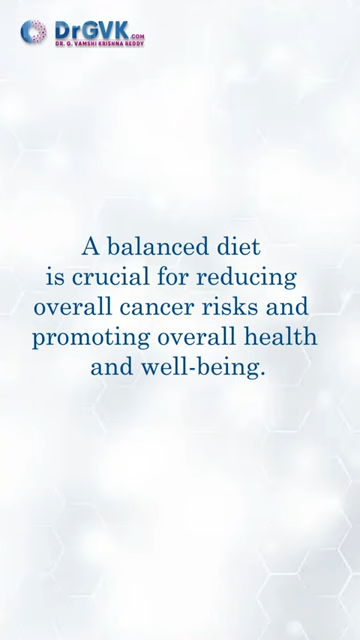 DrGVK.COM
DR. G. VAMSHI KRISHNA REDDY
A balanced diet
is crucial for reducing
overall cancer risks and
promoting overall health
and well-being.